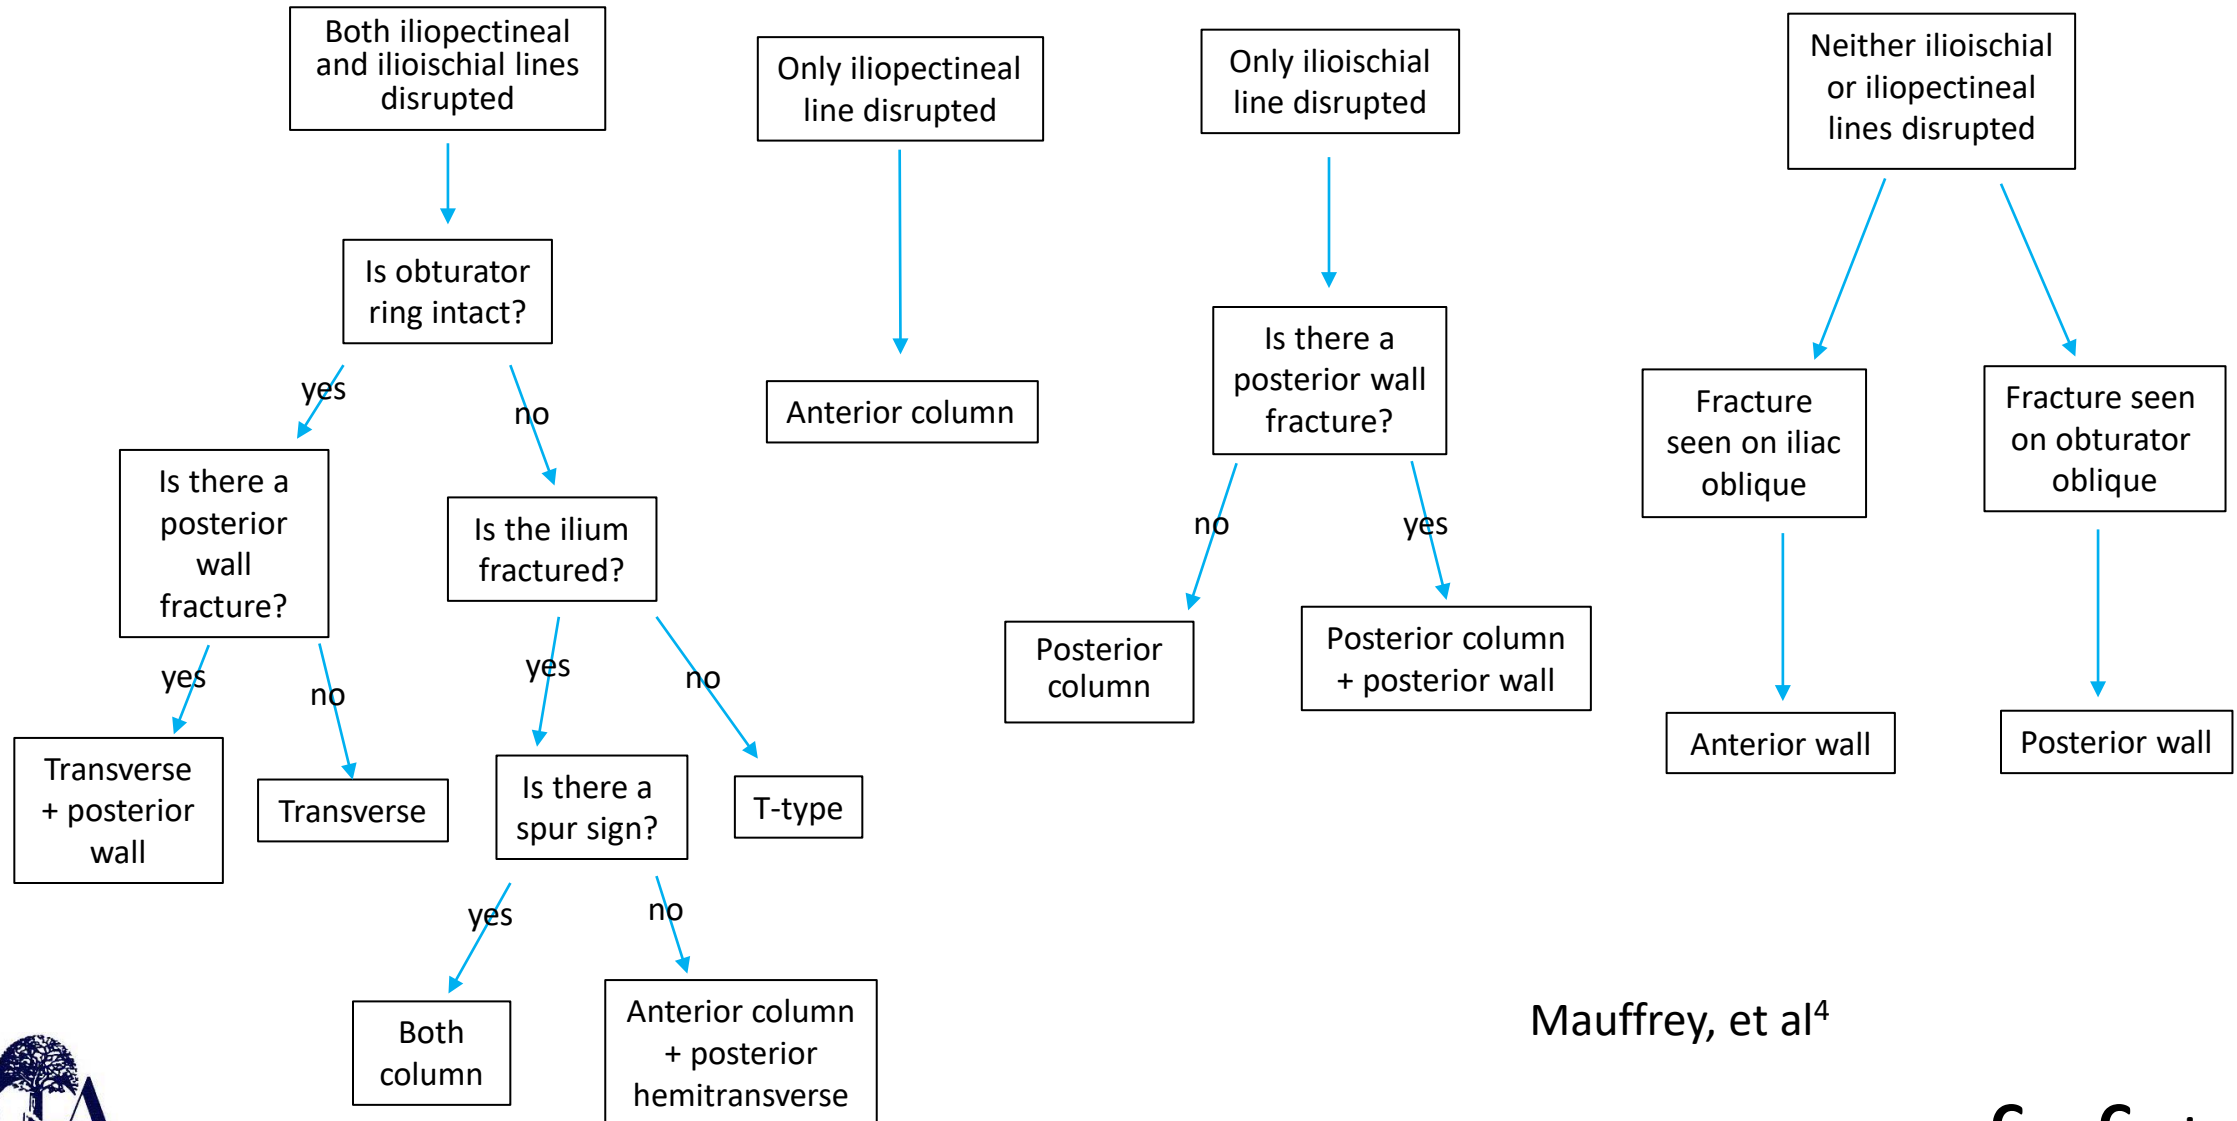 Both iliopectineal
and ilioischial lines
disrupted
Only iliopectineal
line disrupted
Only ilioischial
line disrupted
Neither ilioischial
or iliopectineal
lines disrupted
Is obturator
ring intact?
yes
no
Is there a
posterior
wall
fracture?
Is the ilium
fractured?
yes
no
yes
no
Transverse
+ posterior
wall
Transverse
Is there a
spur sign?
T-type
yes
no
Both
column
Anterior column
+ posterior
hemitransverse
Anterior column
Is there a
posterior wall
fracture?
no
yes
Posterior
column
Posterior column
+ posterior wall
Fracture
seen on iliac
oblique
Fracture seen
on obturator
oblique
Anterior wall
Posterior wall
Mauffrey, et al4